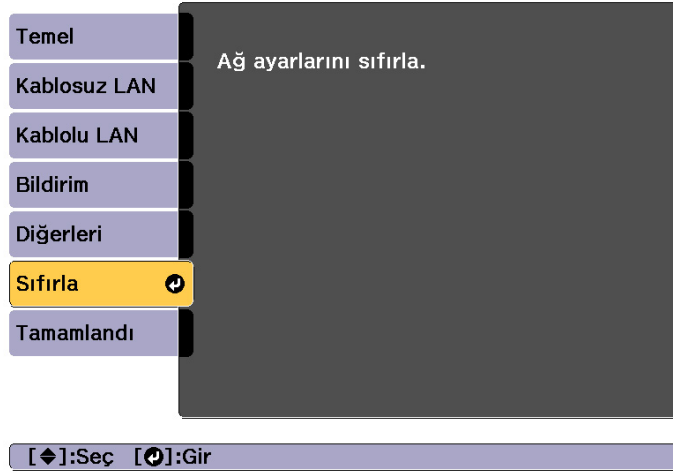 Temel
Kablosuz LAN
Kablolu LAN
Bildirim
Diğerleri
Sıfırla
Tamamlandı
Ağ ayarlarını sıfırla.
[◆]:Seç [↵]:Gir